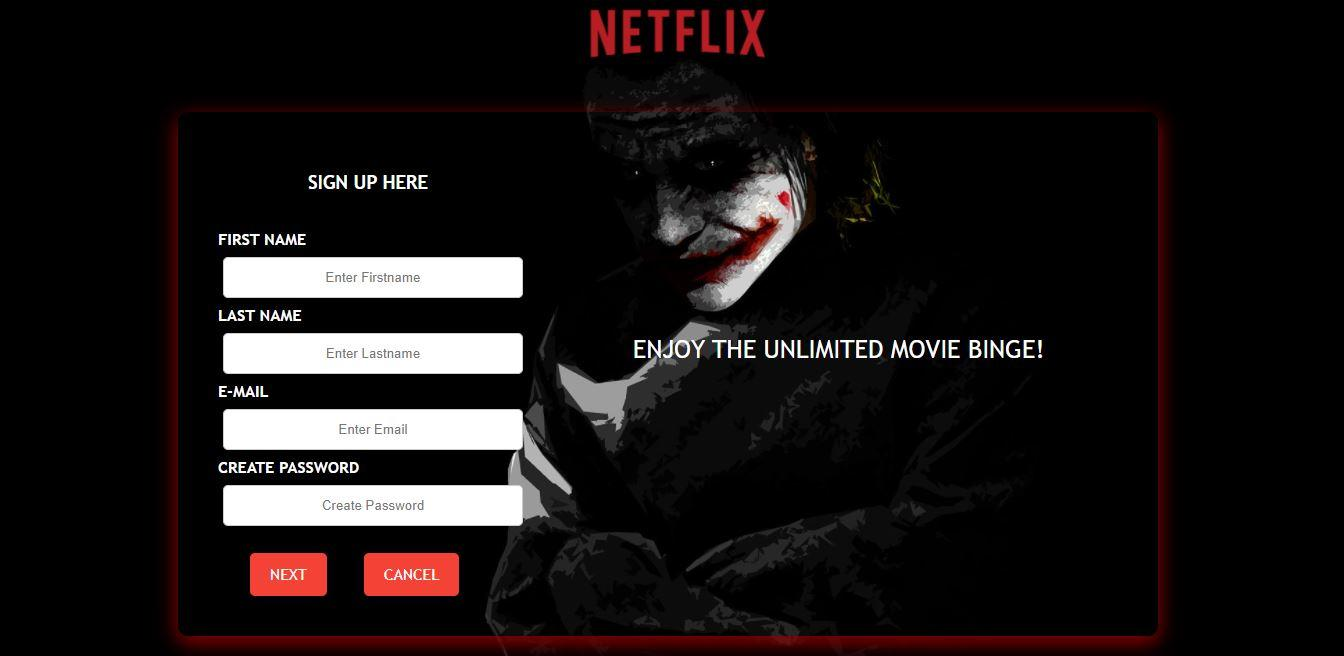 NETFLIX
SIGN UP HERE
FIRST NAME
Enter Firstname
LAST NAME
Enter Lastname
E-MAIL
Enter Email
CREATE PASSWORD
Create Password
NEXT CANCEL
ENJOY THE UNLIMITED MOVIE BINGE!